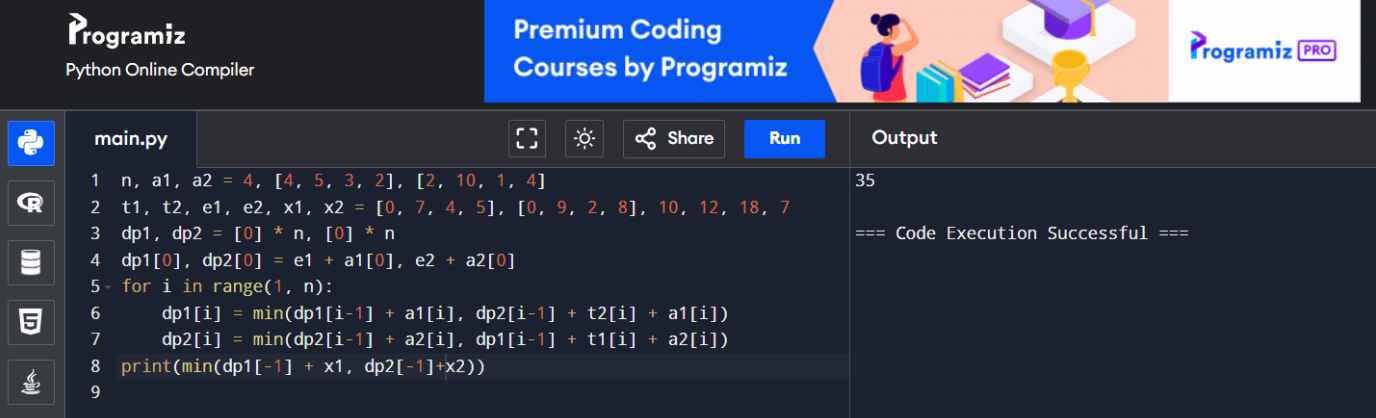 Programiz
Python Online Compiler
Premium Coding
Courses by Programiz
Programiz PRO
main.py
Share
Run
Output
1 n, a1, a2 = 4, [4, 5, 3, 2], [2, 10, 1, 4]
2 t1, t2, e1, e2, x1, x2 = [0, 7, 4, 5], [0, 9, 2, 8], 10, 12, 18, 7
3 dp1, dp2 = [0] * n, [0] * n
4 dp1[0], dp2[0] = e1 + a1[0], e2 + a2[0]
5 for i in range(1, n):
6     dp1[i] = min(dp1[i-1] + a1[i], dp2[i-1] + t2[i] + a1[i])
7     dp2[i] = min(dp2[i-1] + a2[i], dp1[i-1] + t1[i] + a2[i])
8 print(min(dp1[-1] + x1, dp2[-1]+x2))
9
35
=== Code Execution Successful ===